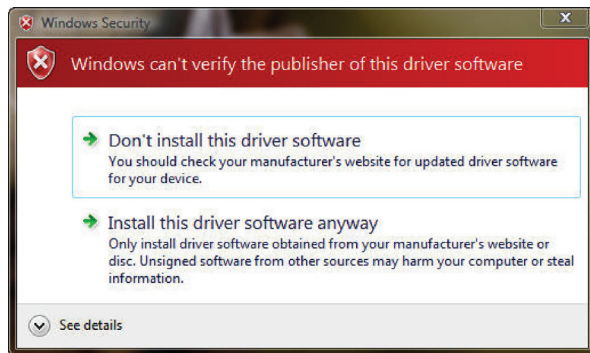 Windows Security
Windows can't verify the publisher of this driver software
Don't install this driver software
You should check your manufacturer's website for updated driver software
for your device.
Install this driver software anyway
Only install driver software obtained from your manufacturer's website or
disc. Unsigned software from other sources may harm your computer or steal
information.
See details